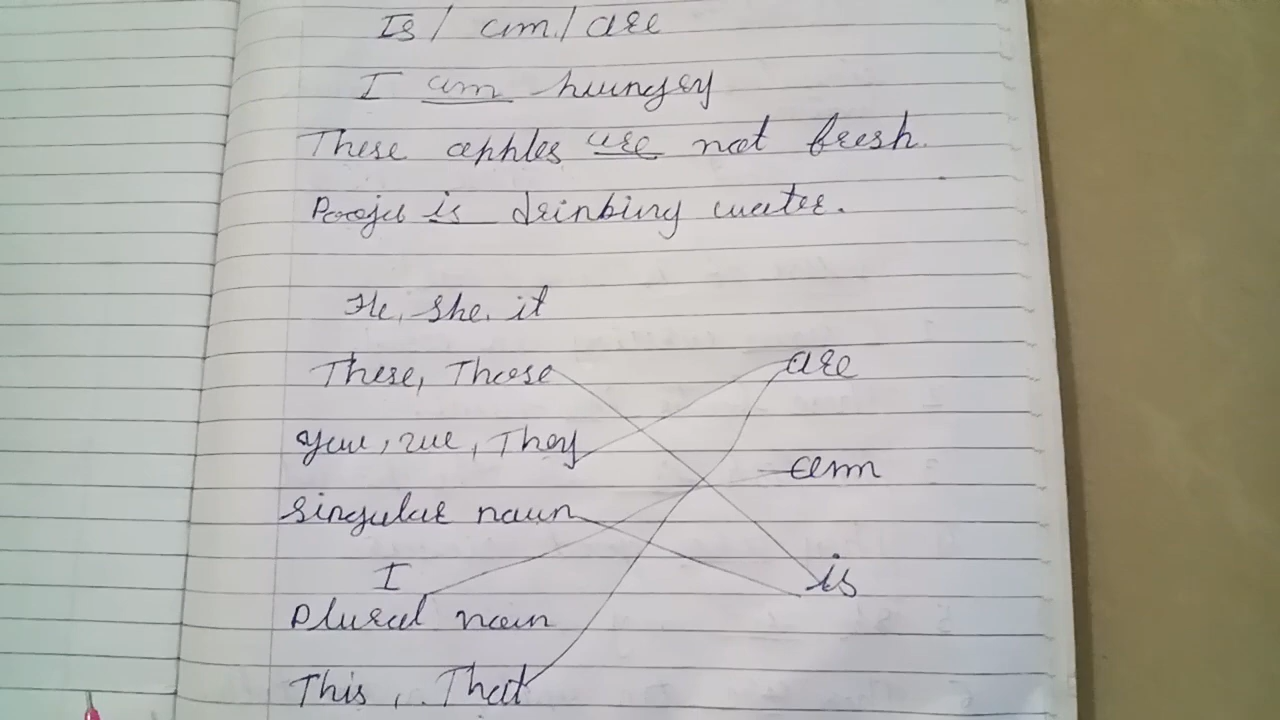 Is / am / are
I am hungry
These apples are not fresh.
Pooja is drinking water.
He, she, it
These, Those
are
You, we, They
am
Singular noun
I
is
Plural noun
This, That